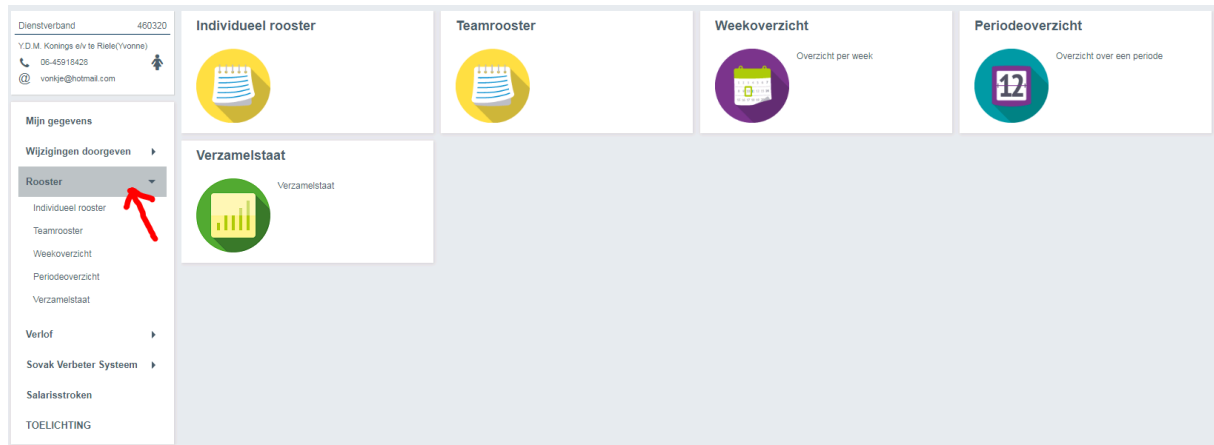 Dienstverband 460320
Y.D.M. Konings e/v te Riele(Yvonne)
06-45918428
@ vonkje@hotmail.com
Mijn gegevens
Wijzigingen doorgeven
Rooster
Individueel rooster
Teamrooster
Weekoverzicht
Periodeoverzicht
Verzamelstaat
Verlof
Sovak Verbeter Systeem
Salarisstroken
TOELICHTING
Individueel rooster
Teamrooster
Weekoverzicht
Overzicht per week
Periodeoverzicht
Overzicht over een periode
12
Verzamelstaat
Verzamelstaat